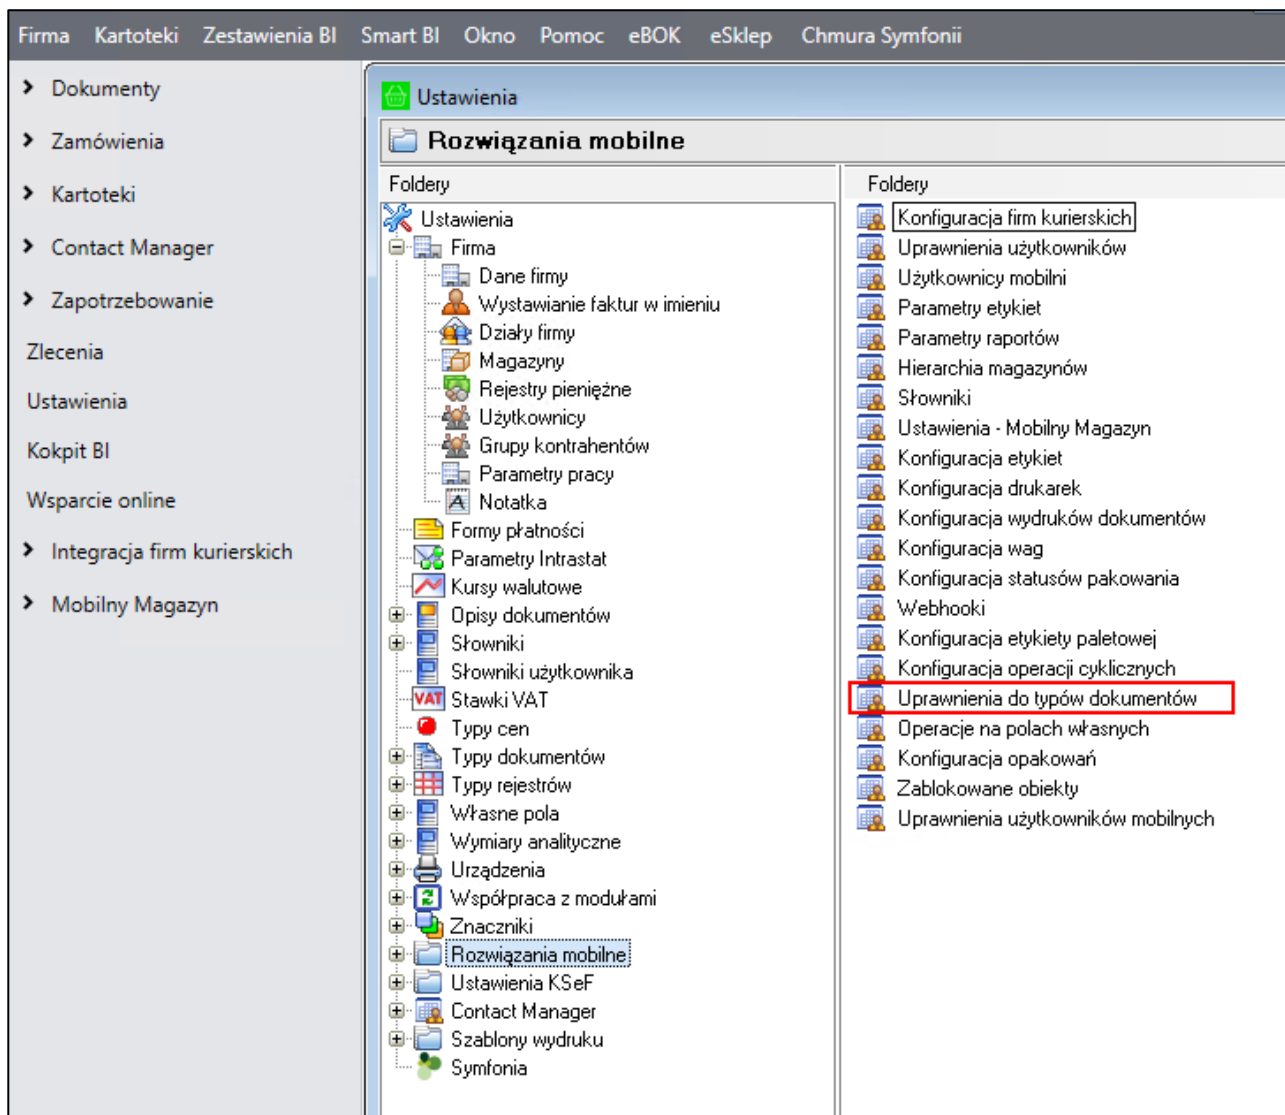 Firma Kartoteki Zestawienia BI Smart BI Okno Pomoc eBOK eSklep Chmura Symfonii
Dokumenty
Zamówienia
Kartoteki
Contact Manager
Zapotrzebowanie
Zlecenia
Ustawienia
Kokpit BI
Wsparcie online
Integracja firm kurierskich
Mobilny Magazyn
Ustawienia
Rozwiązania mobilne
Foldery
Ustawienia
Firma
Dane firmy
Wystawianie faktur w imieniu
Działy firmy
Magazyny
Rejestry pieniężne
Użytkownicy
Grupy kontrahentów
Parametry pracy
Notatka
Formy płatności
Parametry Intrastat
Kursy walutowe
Opisy dokumentów
Słowniki
Słowniki użytkownika
VAT Stawki VAT
Typy cen
Typy dokumentów
Typy rejestrów
Własne pola
Wymiary analityczne
Urządzenia
Współpraca z modułami
Znaczniki
Rozwiązania mobilne
Ustawienia KSeF
Contact Manager
Szablony wydruku
Symfonia
Foldery
Konfiguracja firm kurierskich
Uprawnienia użytkowników
Użytkownicy mobilni
Parametry etykiet
Parametry raportów
Hierarchia magazynów
Słowniki
Ustawienia - Mobilny Magazyn
Konfiguracja etykiet
Konfiguracja drukarek
Konfiguracja wydruków dokumentów
Konfiguracja wag
Konfiguracja statusów pakowania
Webhooki
Konfiguracja etykiety paletowej
Konfiguracja operacji cyklicznych
Uprawnienia do typów dokumentów
Operacje na polach własnych
Konfiguracja opakowań
Zablokowane obiekty
Uprawnienia użytkowników mobilnych